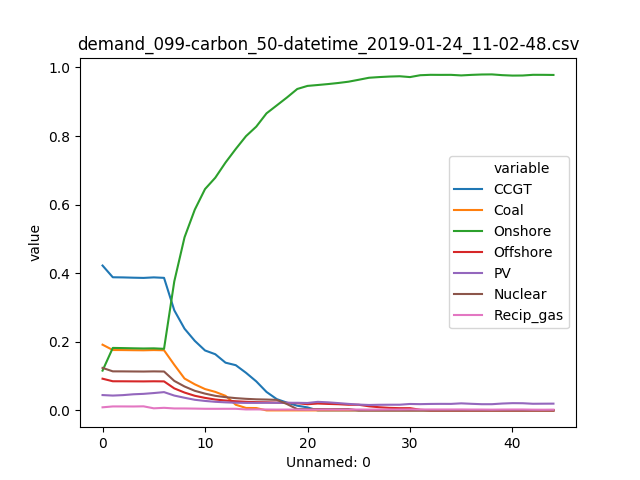 demand_099-carbon_50-datetime_2019-01-24_11-02-48.csv
1.0
0.8
0.6
0.4
0.2
0.0
value
variable
CCGT
Coal
Onshore
Offshore
PV
Nuclear
Recip_gas
0 10 20 30 40
Unnamed: 0